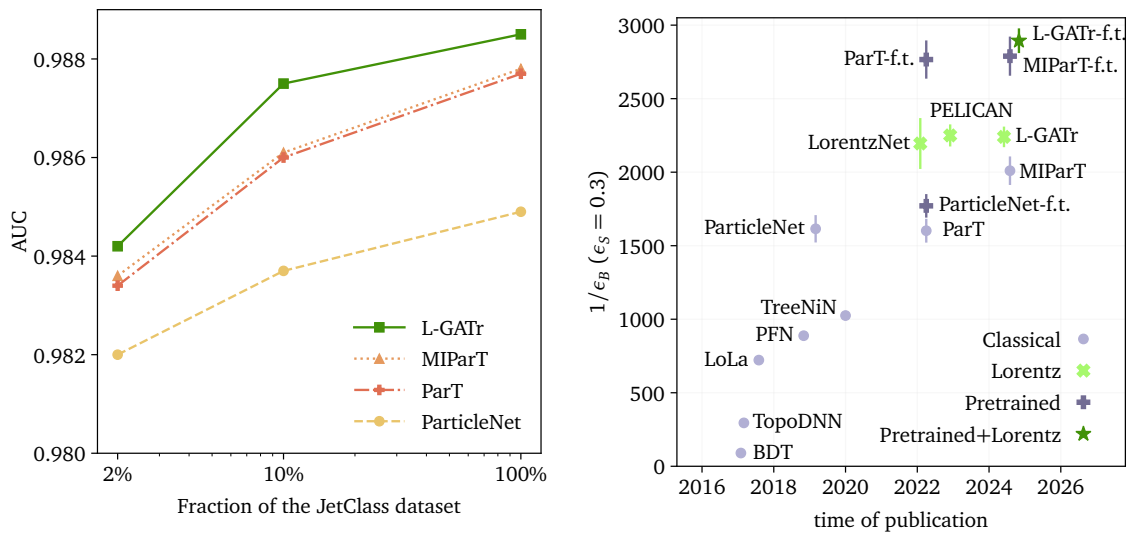 0.988
0.986
0.984
0.982
0.980
AUC
2%
10%
100%
Fraction of the JetClass dataset
L-GATr
MIParT
ParT
ParticleNet
3000
2500
2000
1500
1000
500
0
1/ϵ_B (ϵ_S = 0.3)
2016
2018
2020
2022
2024
2026
time of publication
L-GATr-f.t.
ParT-f.t.
MIParT-f.t.
PELICAN
LorentzNet
L-GATr
MIParT
ParticleNet-f.t.
ParticleNet
ParT
TreeNiN
PFN
LoLa
TopoDNN
BDT
Classical
Lorentz
Pretrained
Pretrained+Lorentz